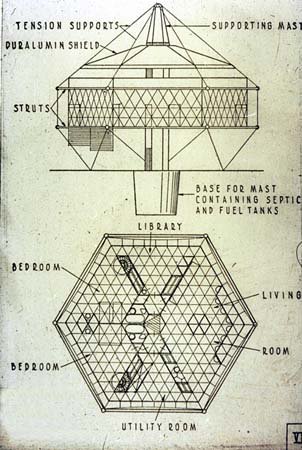 TENSION SUPPORTS
SUPPORTING MAST
DURALUMIN SHIELD
STRUTS
BASE FOR MAST
CONTAINING SEPTIC
AND FUEL TANKS
LIBRARY
BEDROOM
LIVING
BEDROOM
ROOM
UTILITY ROOM